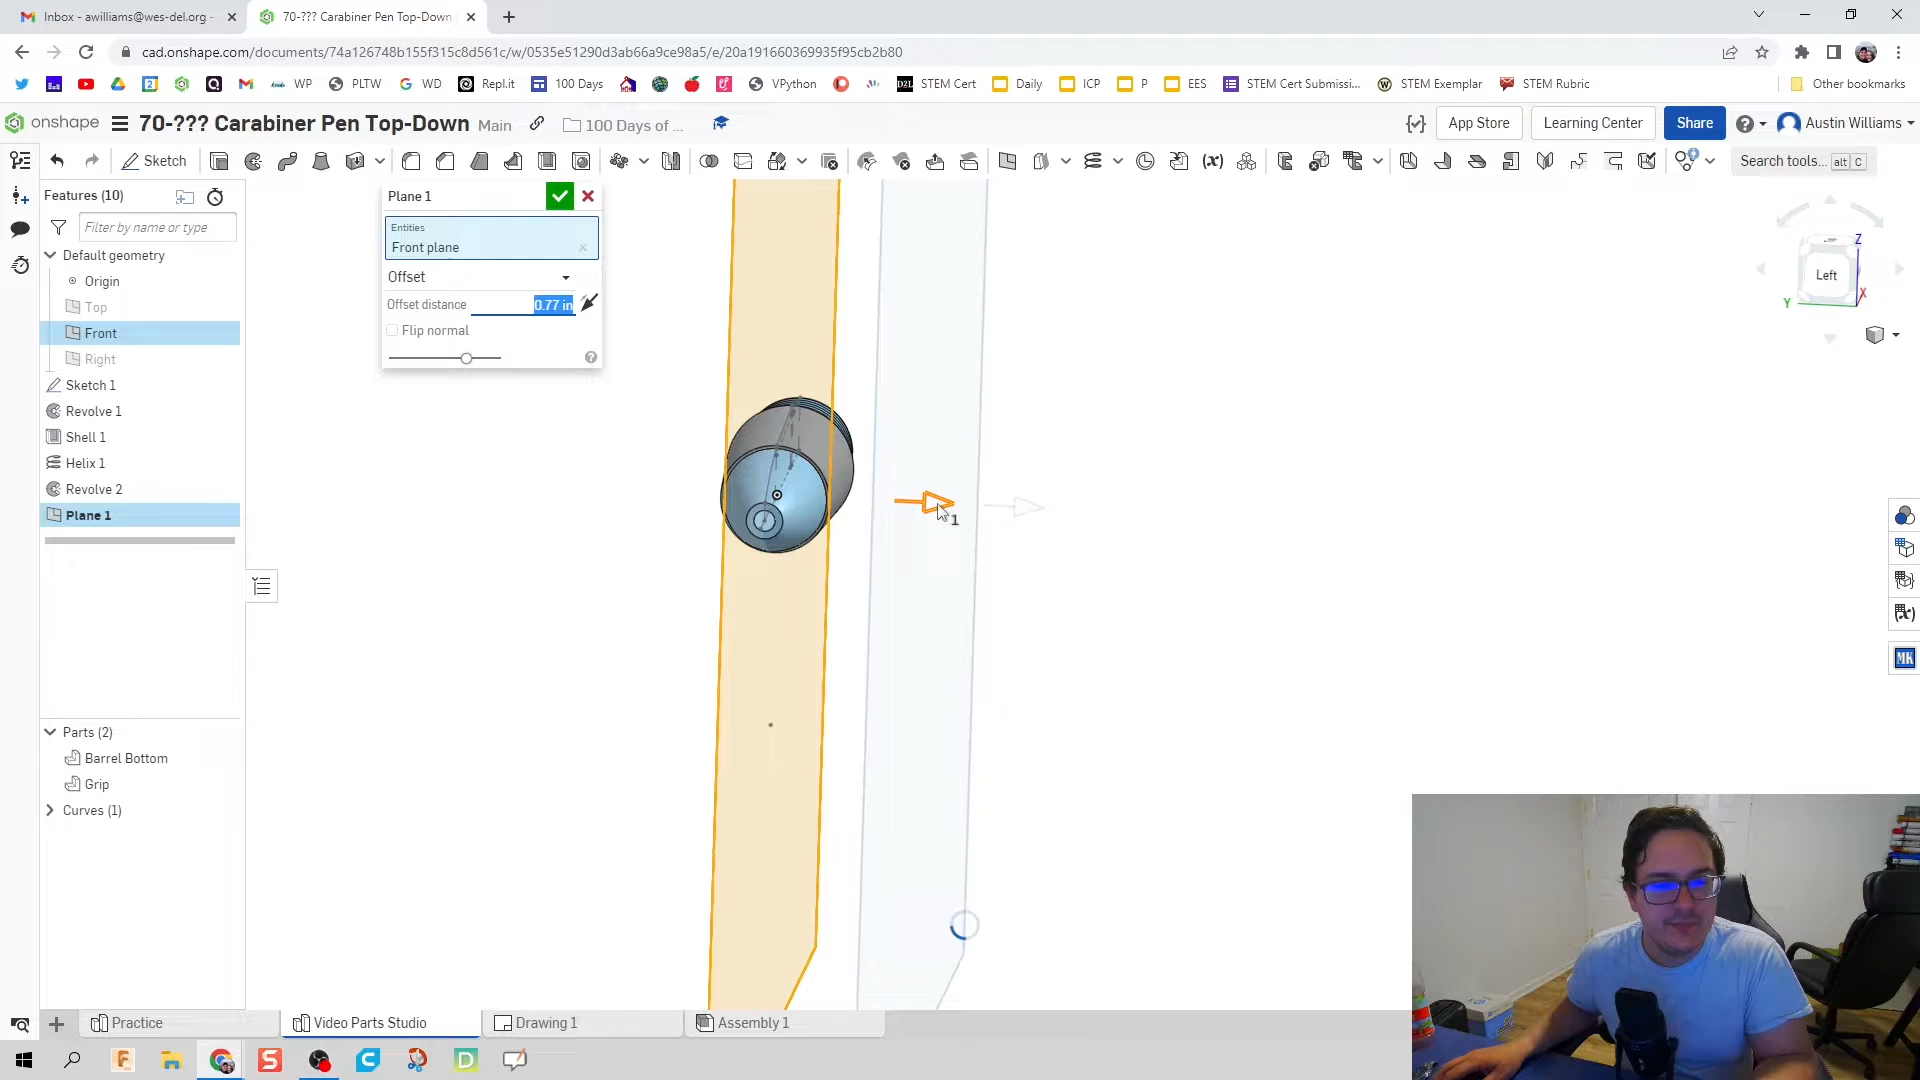 Inbox - awilliams@wes-del.org -
70-??? Carabiner Pen Top-Down
cad.onshape.com/documents/74a126748b155f315c8d561c/w/0535e51290d3ab66a9ce98a5/e/20a191660369935f95cb2b80
WP
PLTW
WD
Repl.it
100 Days
VPython
D2L
STEM Cert
Daily
ICP
P
EES
STEM Cert Submissi...
STEM Exemplar
STEM Rubric
Other bookmarks
onshape
70-??? Carabiner Pen Top-Down
Main
100 Days of ...
App Store
Learning Center
Share
Austin Williams
Sketch
Search tools... alt C
Features (10)
Filter by name or type
Default geometry
Origin
Top
Front
Right
Sketch 1
Revolve 1
Shell 1
Helix 1
Revolve 2
Plane 1
Parts (2)
Barrel Bottom
Grip
Curves (1)
Plane 1
Entities
Front plane
Offset
Offset distance 0.77 in
Flip normal
1
Z
Left
Y
X
MK
Practice
Video Parts Studio
Drawing 1
Assembly 1